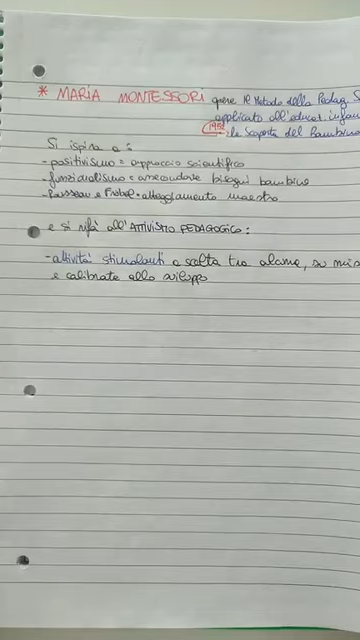 * MARIA MONTESSORI opere Il Metodo della Pedag. S
applicato all'educaz. infan
1950 la Scoperta del Bambino
Si ispira a:
- positivismo = approccio scientifico
- funzionalismo = assecondare bisogni bambino
- Rousseau e Frobel = atteggiamento maestro
e si rifà all'ATTIVISMO PEDAGOGICO:
- attività stimolanti a scelta tra alcune, su mis
e calibrate allo sviluppo